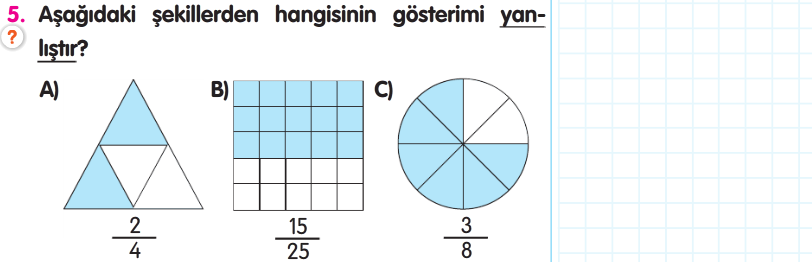 5. Aşağıdaki şekillerden hangisinin gösterimi yan-
? lıştır?
A) B) C)
2/4 15/25 3/8